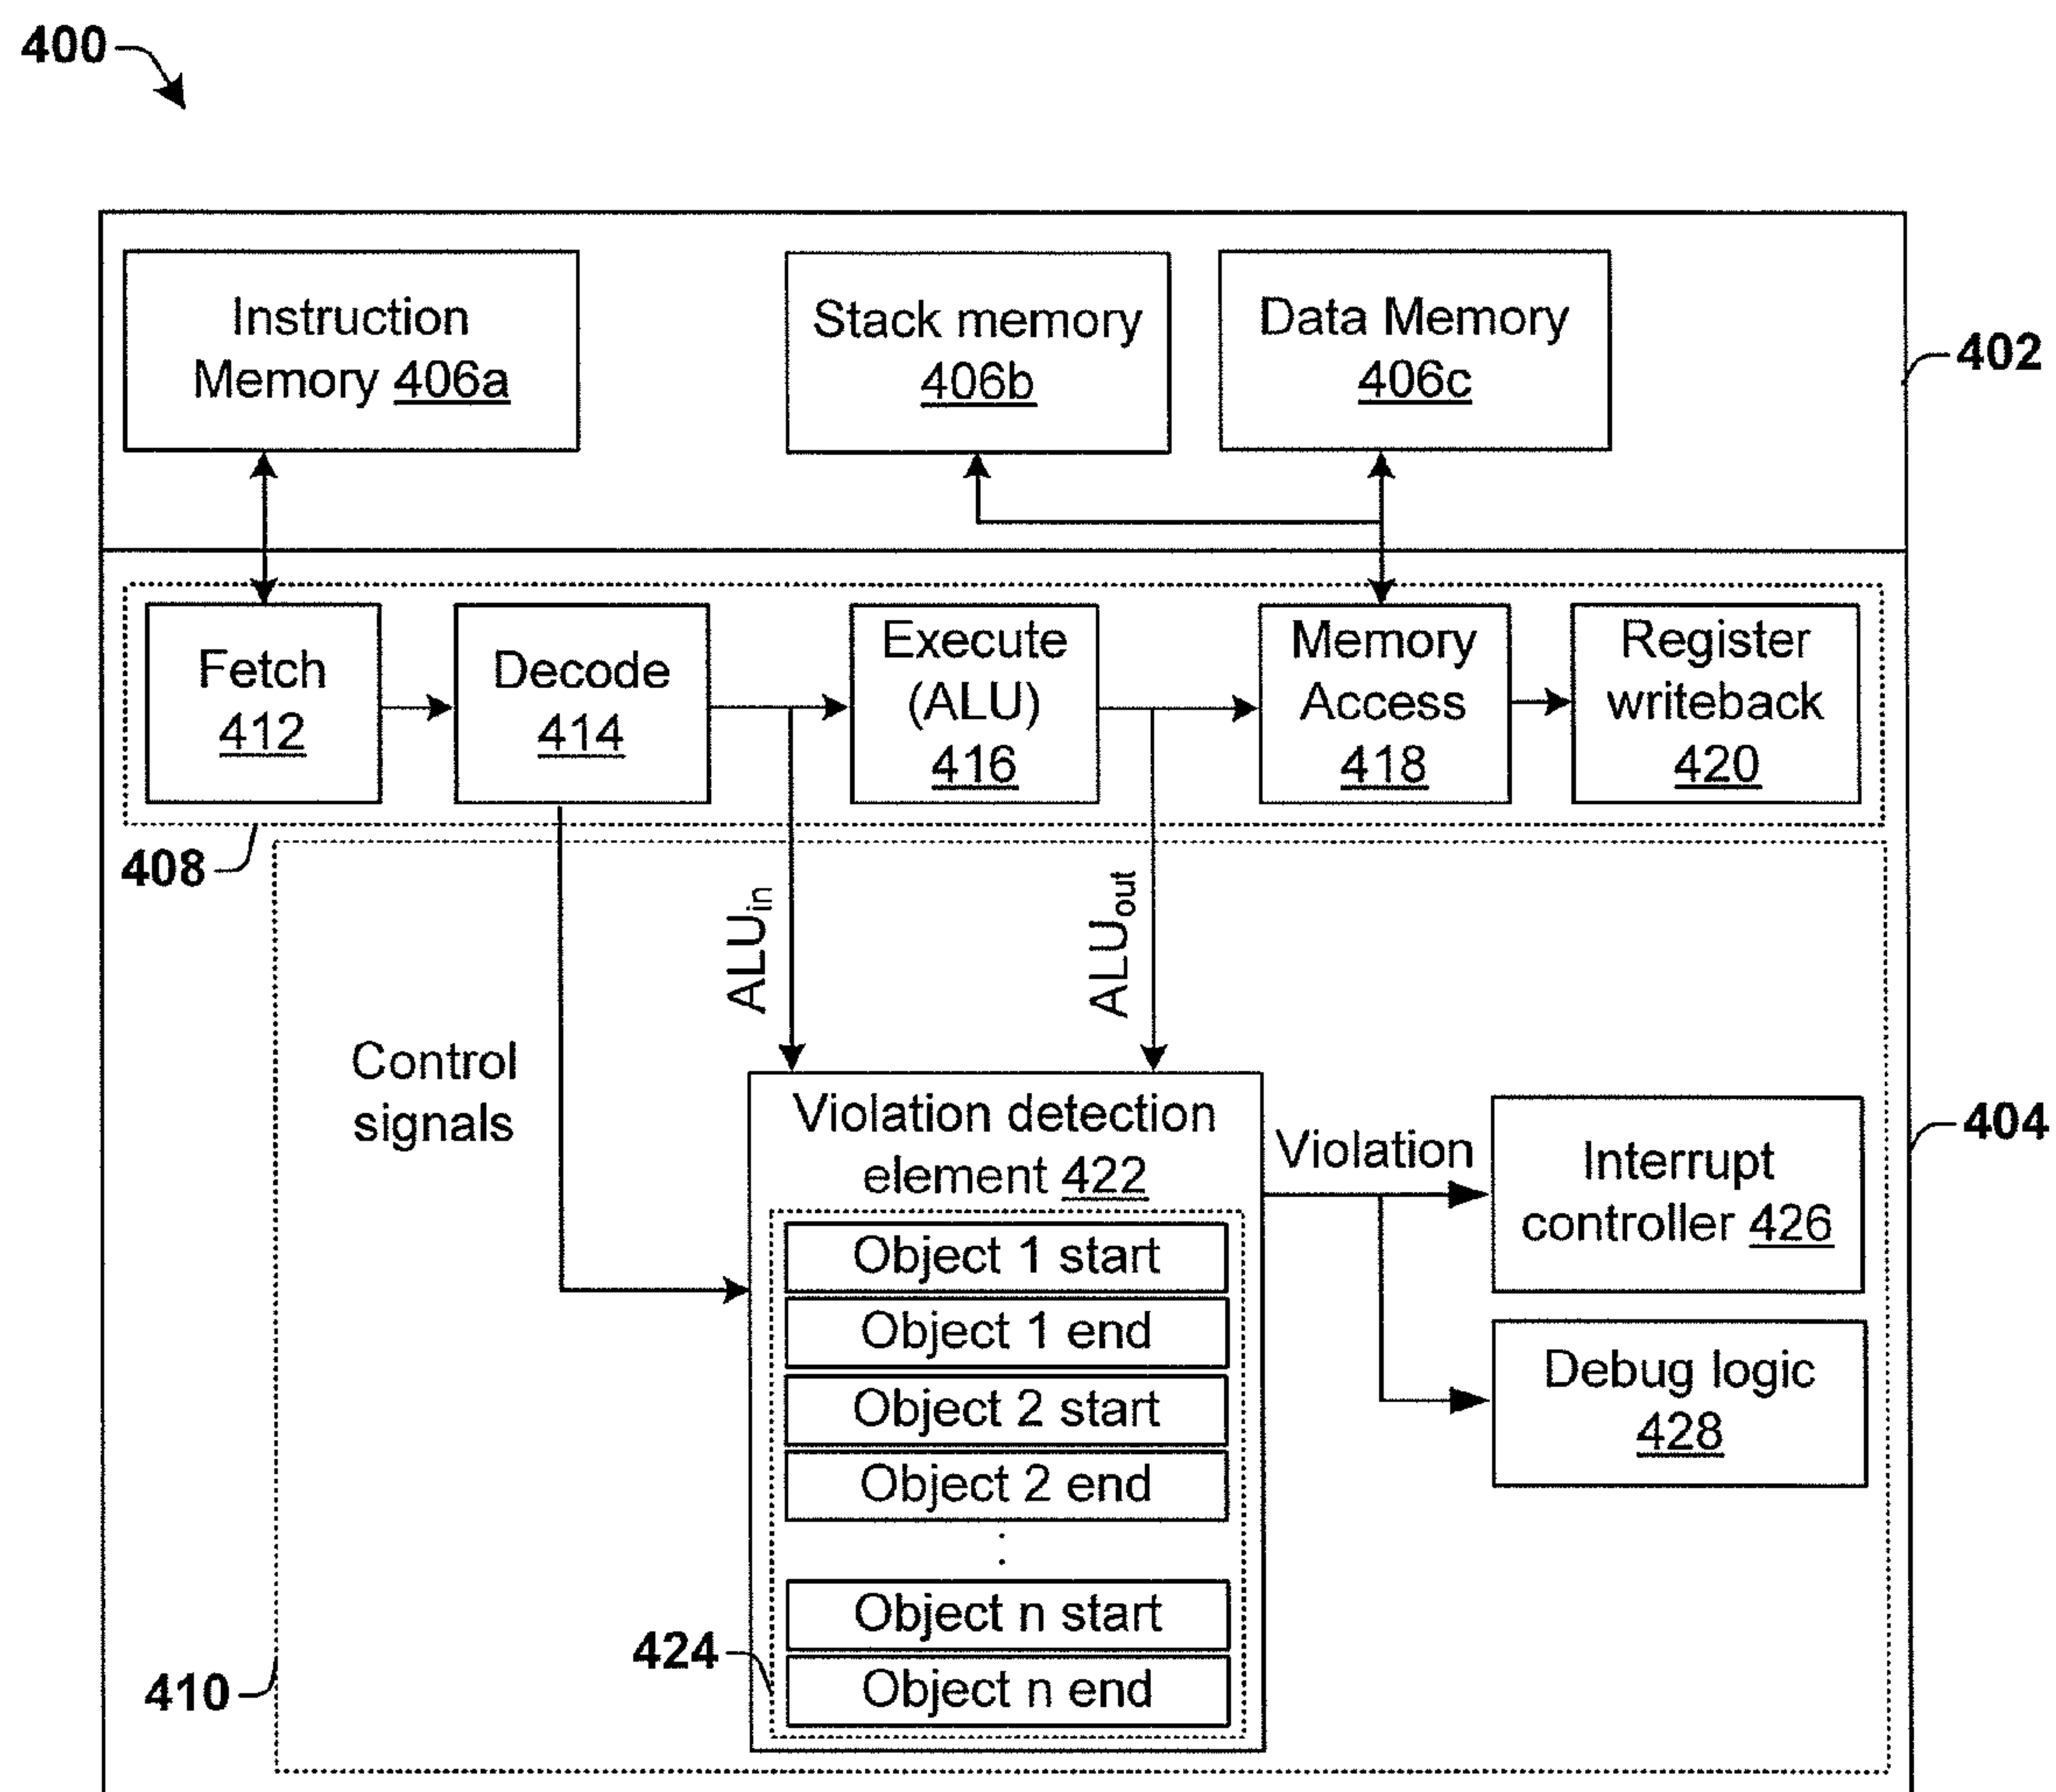 400
Instruction
Memory 406a
Stack memory
406b
Data Memory
406c
402
Fetch
412
Decode
414
Execute
(ALU)
416
Memory
Access
418
Register
writeback
420
408
ALUin
ALUout
Control
signals
Violation detection
element 422
Violation
Interrupt
controller 426
404
Object 1 start
Object 1 end
Object 2 start
Object 2 end
Debug logic
428
Object n start
Object n end
424
410